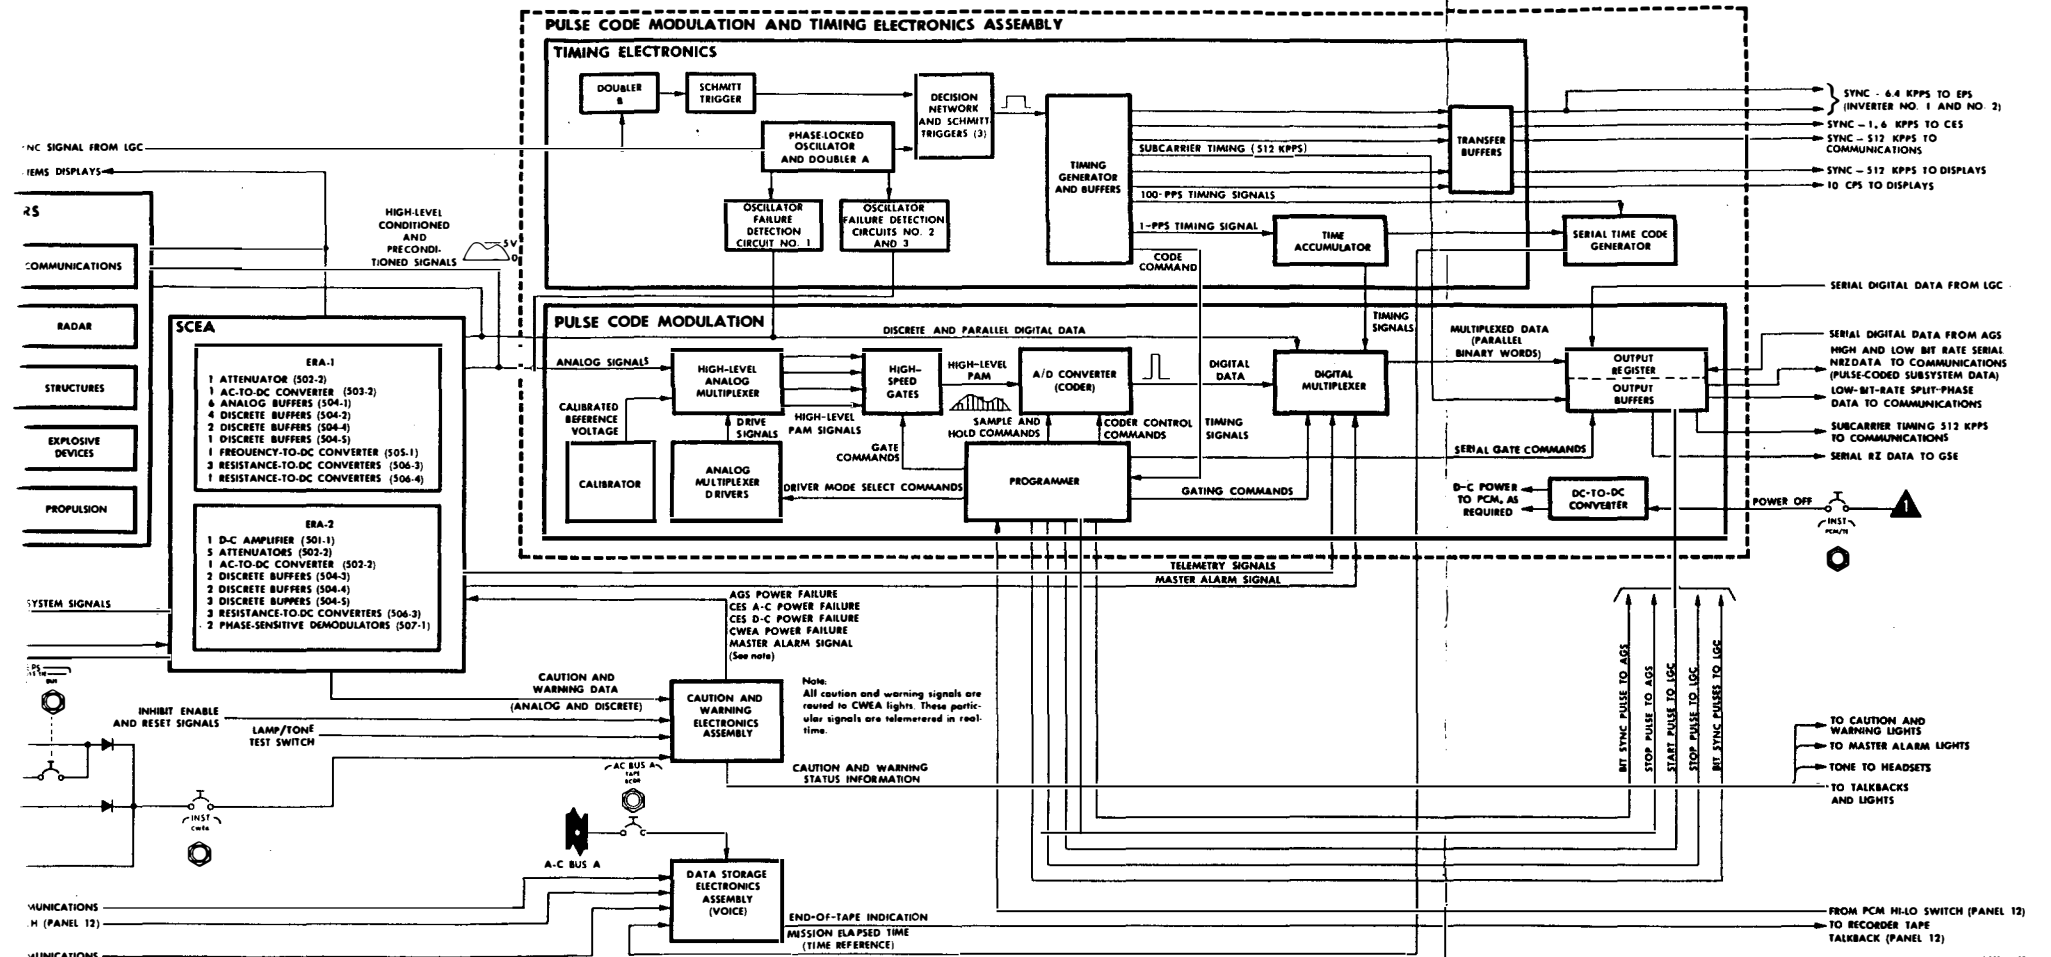 PULSE CODE MODULATION AND TIMING ELECTRONICS ASSEMBLY
TIMING ELECTRONICS
DOUBLER
B
SCHMITT
TRIGGER
DECISION
NETWORK
AND SCHMITT
TRIGGERS (3)
PHASE-LOCKED
OSCILLATOR
AND DOUBLER A
TIMING
GENERATOR
AND BUFFERS
TRANSFER
BUFFERS
SUBCARRIER TIMING (512 KPPS)
100-PPS TIMING SIGNALS
1-PPS TIMING SIGNAL
CODE
COMMAND
TIME
ACCUMULATOR
SERIAL TIME CODE
GENERATOR
OSCILLATOR
FAILURE
DETECTION
CIRCUIT NO. 1
OSCILLATOR
FAILURE DETECTION
CIRCUITS NO. 2
AND 3
SYNC - 6.4 KPPS TO EPS
(INVERTER NO. 1 AND NO. 2)
SYNC - 1.6 KPPS TO CES
SYNC - 512 KPPS TO
COMMUNICATIONS
SYNC - 512 KPPS TO DISPLAYS
10 CPS TO DISPLAYS
NC SIGNAL FROM LGC
TEMS DISPLAYS
RS
COMMUNICATIONS
RADAR
STRUCTURES
EXPLOSIVE
DEVICES
PROPULSION
HIGH-LEVEL
CONDITIONED
AND
PRECONDI-
TIONED SIGNALS
5V
0
SCEA
ERA-1
1 ATTENUATOR (502-2)
1 AC-TO-DC CONVERTER (503-2)
6 ANALOG BUFFERS (504-1)
4 DISCRETE BUFFERS (504-2)
2 DISCRETE BUFFERS (504-4)
1 DISCRETE BUFFERS (504-5)
1 FREQUENCY-TO-DC CONVERTER (505-1)
3 RESISTANCE-TO-DC CONVERTERS (506-3)
1 RESISTANCE-TO-DC CONVERTERS (506-4)
ERA-2
1 D-C AMPLIFIER (501-1)
5 ATTENUATORS (502-2)
1 AC-TO-DC CONVERTER (502-2)
2 DISCRETE BUFFERS (504-3)
2 DISCRETE BUFFERS (504-4)
3 DISCRETE BUFFERS (504-5)
3 RESISTANCE-TO-DC CONVERTERS (506-3)
2 PHASE-SENSITIVE DEMODULATORS (507-1)
PULSE CODE MODULATION
DISCRETE AND PARALLEL DIGITAL DATA
TIMING
SIGNALS
MULTIPLEXED DATA
(PARALLEL
BINARY WORDS)
ANALOG SIGNALS
HIGH-LEVEL
ANALOG
MULTIPLEXER
HIGH-
SPEED
GATES
HIGH-LEVEL
PAM
A/D CONVERTER
(CODER)
DIGITAL
DATA
DIGITAL
MULTIPLEXER
OUTPUT
REGISTER
OUTPUT
BUFFERS
CALIBRATED
REFERENCE
VOLTAGE
DRIVE
SIGNALS
HIGH-LEVEL
PAM SIGNALS
GATE
COMMANDS
SAMPLE AND
HOLD COMMANDS
CODER CONTROL
COMMANDS
TIMING
SIGNALS
CALIBRATOR
ANALOG
MULTIPLEXER
DRIVERS
DRIVER MODE SELECT COMMANDS
PROGRAMMER
SERIAL GATE COMMANDS
GATING COMMANDS
D-C POWER
TO PCM, AS
REQUIRED
DC-TO-DC
CONVERTER
POWER OFF
INST
PCM/TE
1
SERIAL DIGITAL DATA FROM LGC
SERIAL DIGITAL DATA FROM AGS
HIGH AND LOW BIT RATE SERIAL
NRZ DATA TO COMMUNICATIONS
(PULSE-CODED SUBSYSTEM DATA)
LOW-BIT-RATE SPLIT-PHASE
DATA TO COMMUNICATIONS
SUBCARRIER TIMING 512 KPPS
TO COMMUNICATIONS
SERIAL RZ DATA TO GSE
TELEMETRY SIGNALS
MASTER ALARM SIGNAL
AGS POWER FAILURE
CES A-C POWER FAILURE
CES D-C POWER FAILURE
CWEA POWER FAILURE
MASTER ALARM SIGNAL
(See note)
YSTEM SIGNALS
BUS
CAUTION AND
WARNING DATA
(ANALOG AND DISCRETE)
INHIBIT ENABLE
AND RESET SIGNALS
LAMP/TONE
TEST SWITCH
CAUTION AND
WARNING
ELECTRONICS
ASSEMBLY
Note:
All caution and warning signals are
routed to CWEA lights. These partic-
ular signals are telemetered in real-
time.
CAUTION AND WARNING
STATUS INFORMATION
INST
CWEA
AC BUS A
TAPE
RCDR
A-C BUS A
DATA STORAGE
ELECTRONICS
ASSEMBLY
(VOICE)
END-OF-TAPE INDICATION
MISSION ELAPSED TIME
(TIME REFERENCE)
BIT SYNC PULSE TO AGS
STOP PULSE TO AGS
START PULSE TO LGC
STOP PULSE TO LGC
BIT SYNC PULSES TO LGC
TO CAUTION AND
WARNING LIGHTS
TO MASTER ALARM LIGHTS
TONE TO HEADSETS
TO TALKBACKS
AND LIGHTS
MUNICATIONS
H (PANEL 12)
MUNICATIONS
FROM PCM HI-LO SWITCH (PANEL 12)
TO RECORDER TAPE
TALKBACK (PANEL 12)